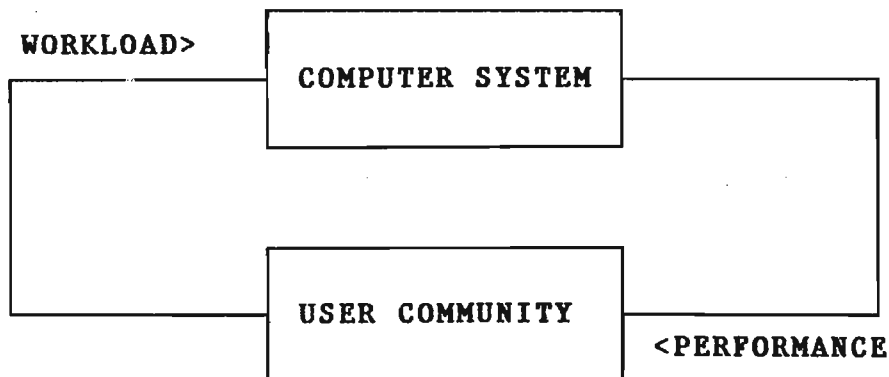 WORKLOAD>
COMPUTER SYSTEM
USER COMMUNITY
<PERFORMANCE